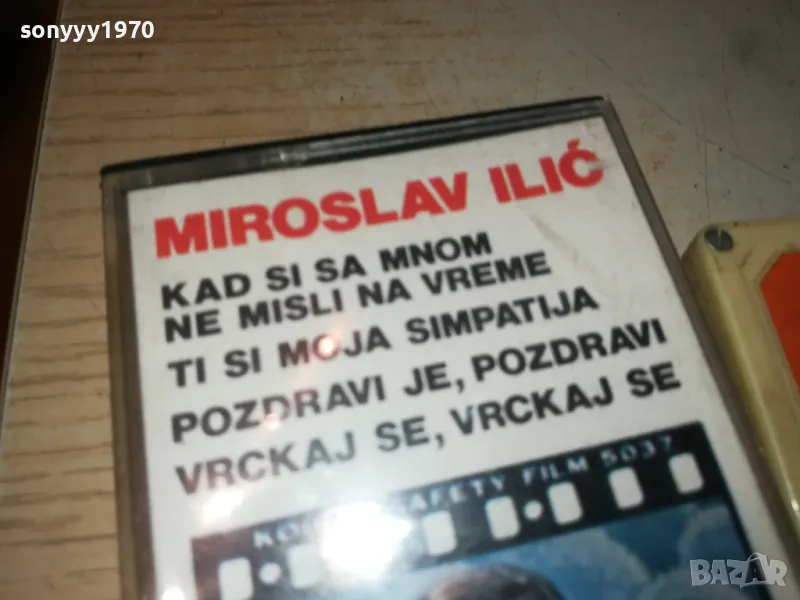 sonyyy1970
MIROSLAV ILIĆ
KAD SI SA MNOM
NE MISLI NA VREME
TI SI MOJA SIMPATIJA
POZDRAVI JE, POZDRAVI
VRCKAJ SE, VRCKAJ SE
SAFETY FILM 5037
BAZAR